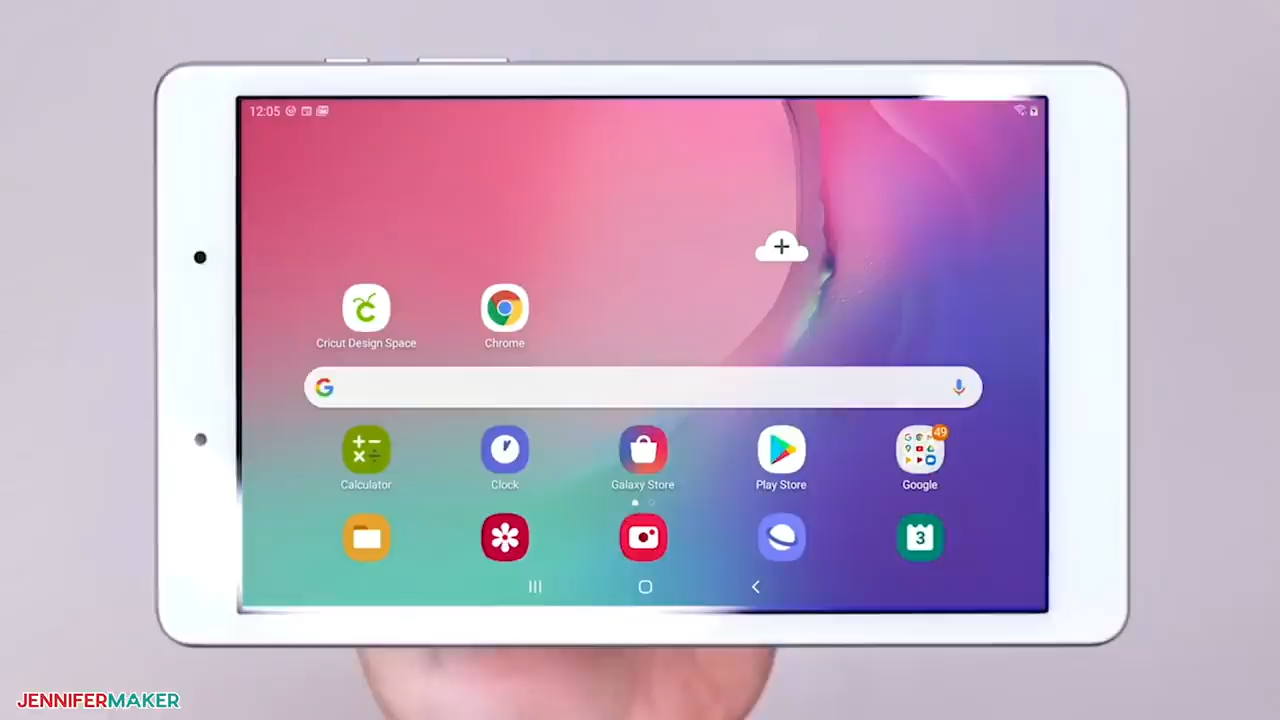 12:05
Cricut Design Space
Chrome
Calculator
Clock
Galaxy Store
Play Store
49
Google
3
JENNIFERMAKER